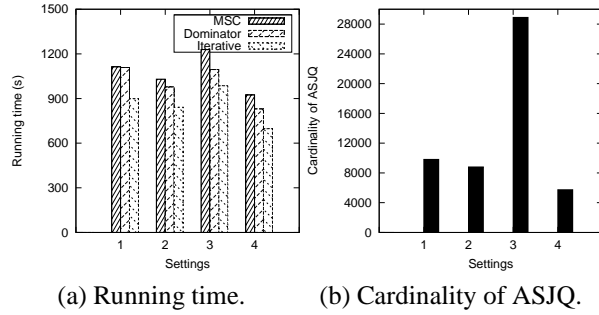 1500
1200
900
600
300
0
Running time (s)
MSC
Dominator
Iterative
1 2 3 4
Settings
28000
24000
20000
16000
12000
8000
4000
0
Cardinality of ASJQ
1 2 3 4
Settings
(a) Running time.
(b) Cardinality of ASJQ.